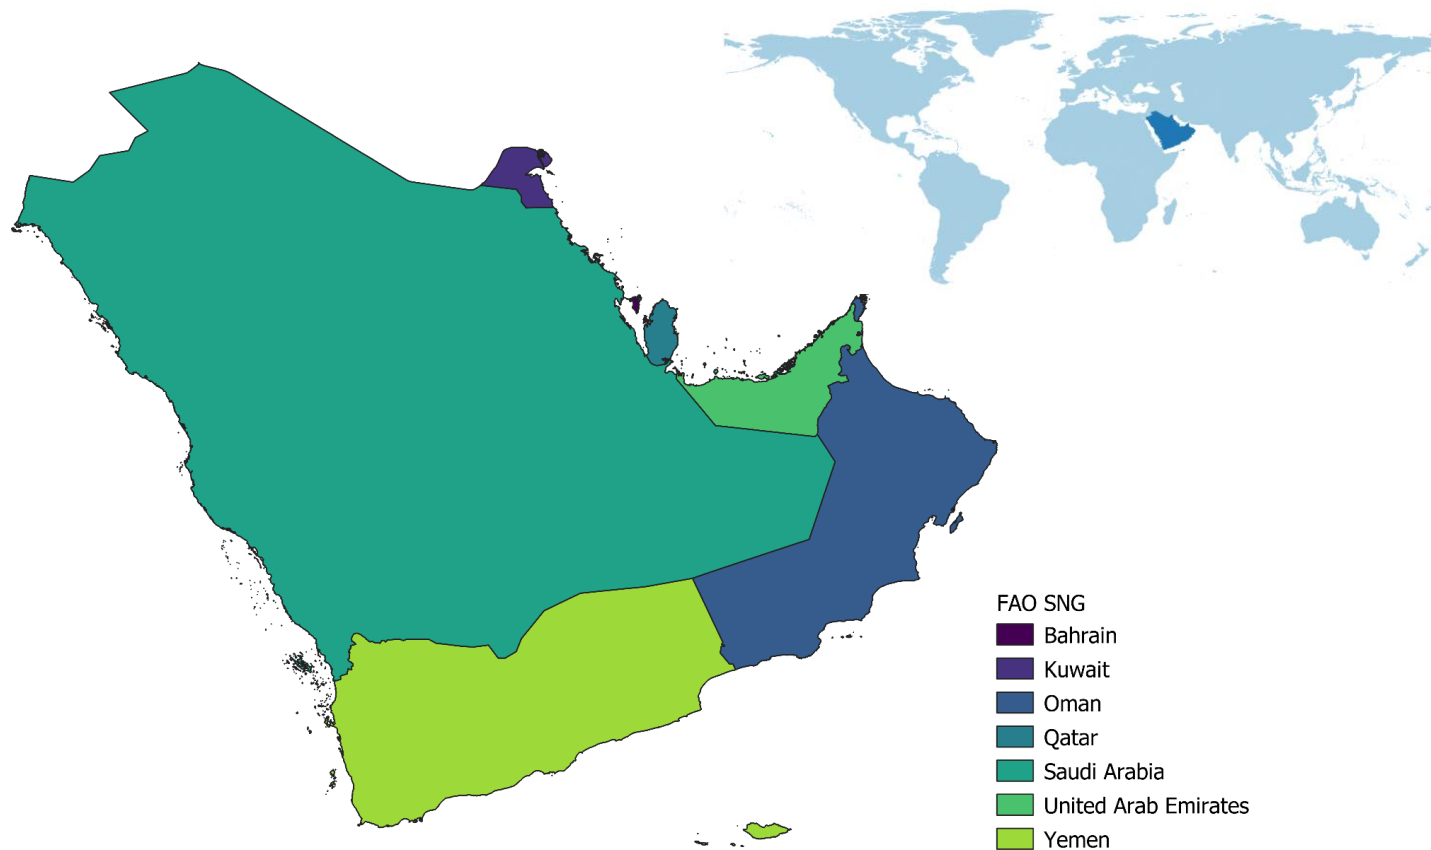 FAO SNG
Bahrain
Kuwait
Oman
Qatar
Saudi Arabia
United Arab Emirates
Yemen